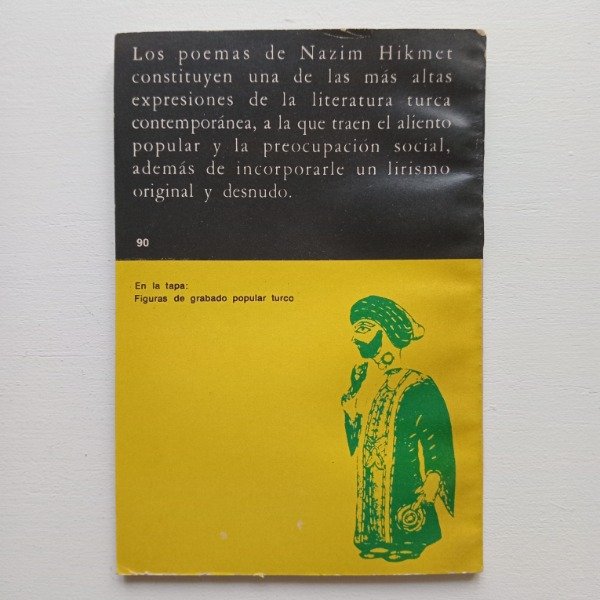 Los poemas de Nazim Hikmet
constituyen una de las más altas
expresiones de la literatura turca
contemporánea, a la que traen el aliento
popular y la preocupación social,
además de incorporarle un lirismo
original y desnudo.
90
En la tapa:
Figuras de grabado popular turco